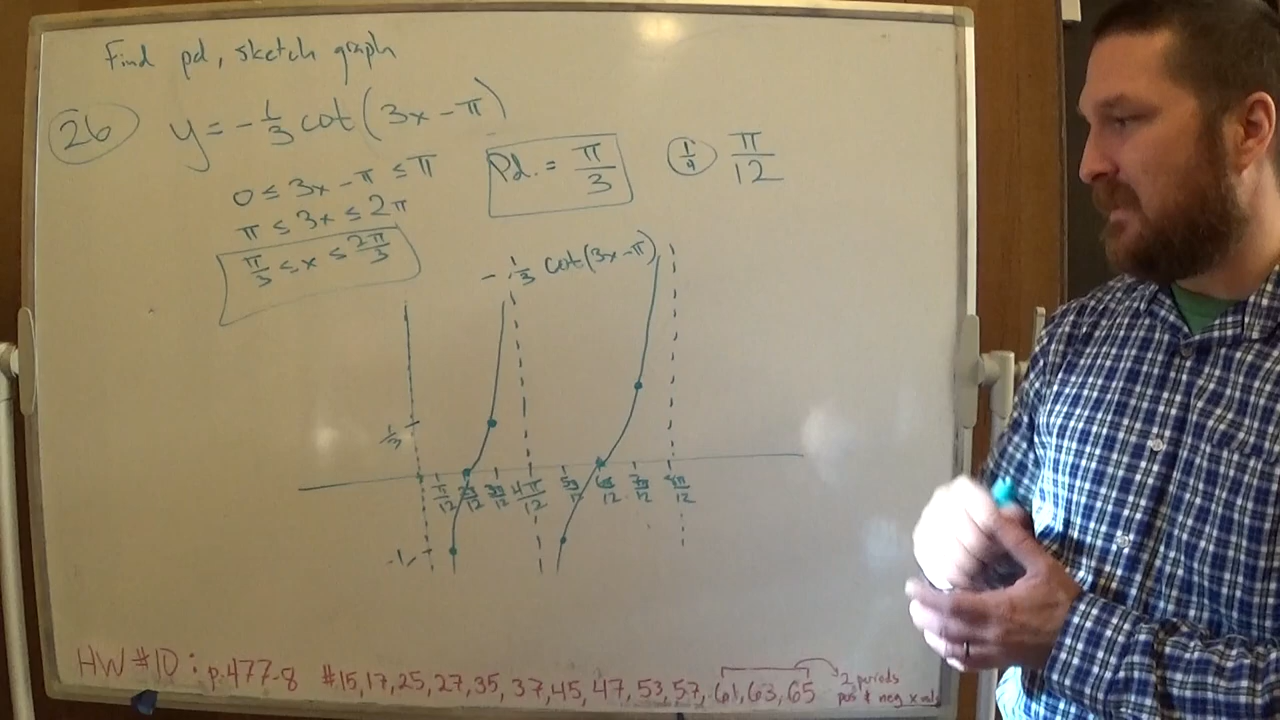 Find pd, sketch graph
26 y = -1/3 cot(3x - π)
0 ≤ 3x - π ≤ π
Pd. = π/3
1/4 π/12
π ≤ 3x ≤ 2π
π/3 ≤ x ≤ 2π/3
-1/3 cot(3x - π)
1/3
π/12 2π/12 3π/12 4π/12 5π/12 6π/12 7π/12 8π/12
HW #10: p.477-8 #15,17,25,27,35, 37,45, 47, 53,57, 61,63,65
2 periods
pos & neg x